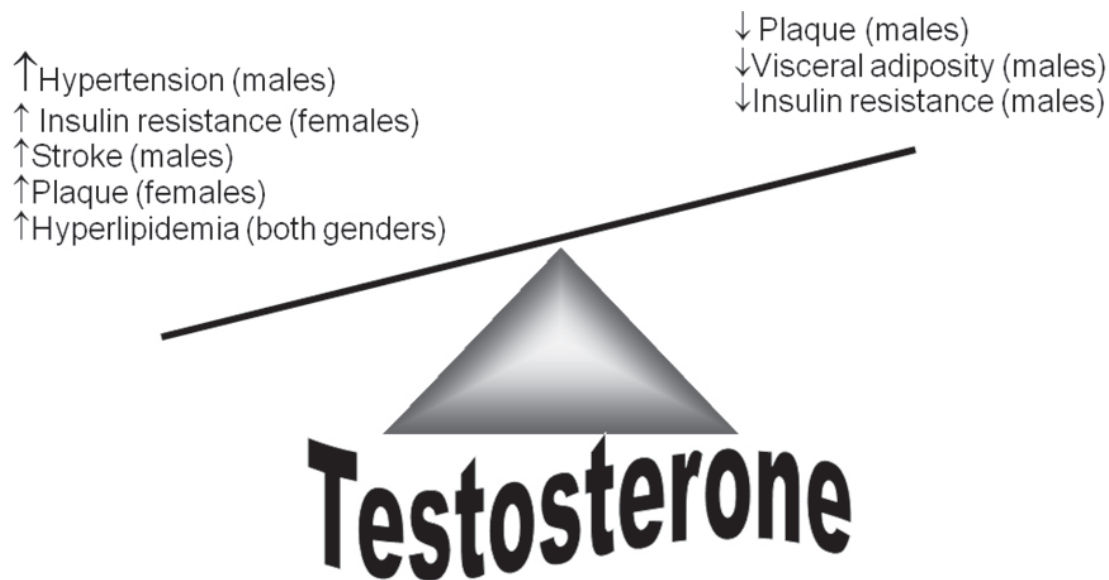 ↑Hypertension (males)
↑ Insulin resistance (females)
↑Stroke (males)
↑Plaque (females)
↑Hyperlipidemia (both genders)
↓ Plaque (males)
↓Visceral adiposity (males)
↓Insulin resistance (males)
Testosterone